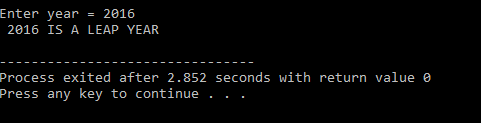 Enter year = 2016
 2016 IS A LEAP YEAR
--------------------------------
Process exited after 2.852 seconds with return value 0
Press any key to continue . . .